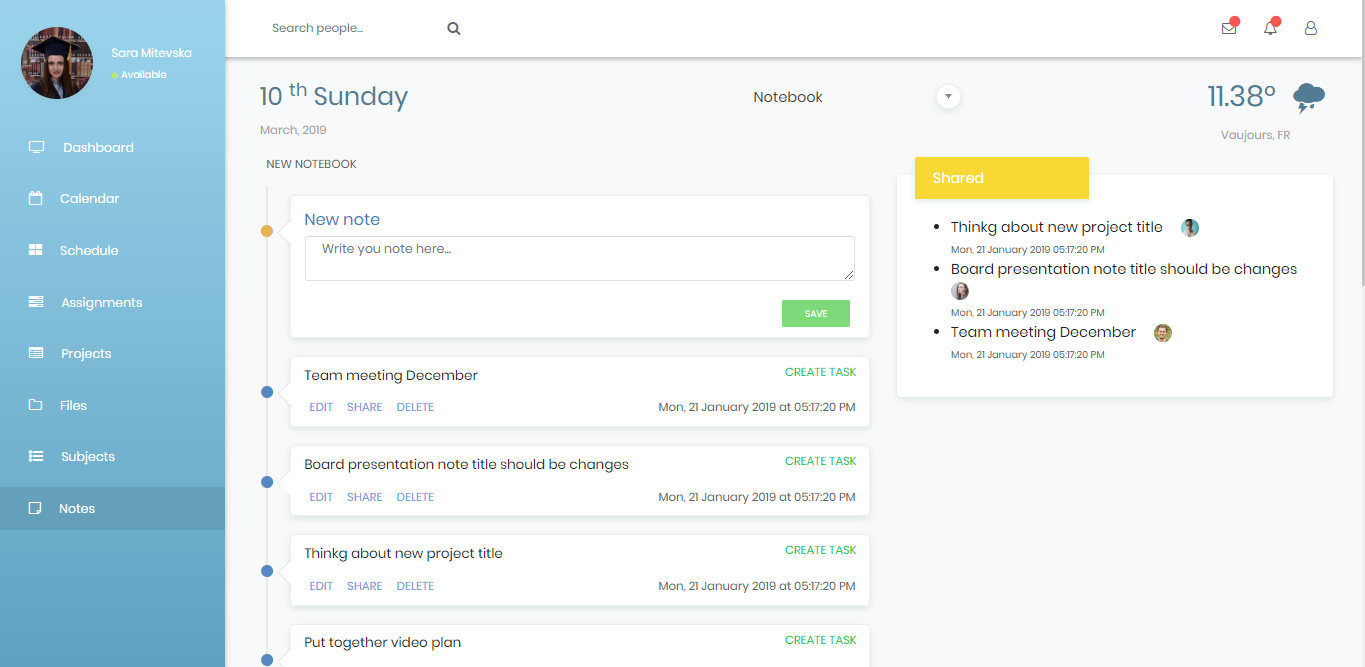 Search people...
Sara Mitevska
Available
Dashboard
Calendar
Schedule
Assignments
Projects
Files
Subjects
Notes
10 th Sunday
March, 2019
Notebook
11.38°
Vaujours, FR
NEW NOTEBOOK
New note
Write you note here...
SAVE
Team meeting December
CREATE TASK
EDIT SHARE DELETE
Mon, 21 January 2019 at 05:17:20 PM
Board presentation note title should be changes
CREATE TASK
EDIT SHARE DELETE
Mon, 21 January 2019 at 05:17:20 PM
Thinkg about new project title
CREATE TASK
EDIT SHARE DELETE
Mon, 21 January 2019 at 05:17:20 PM
Put together video plan
CREATE TASK
Shared
Thinkg about new project title
Mon, 21 January 2019 05:17:20 PM
Board presentation note title should be changes
Mon, 21 January 2019 05:17:20 PM
Team meeting December
Mon, 21 January 2019 05:17:20 PM